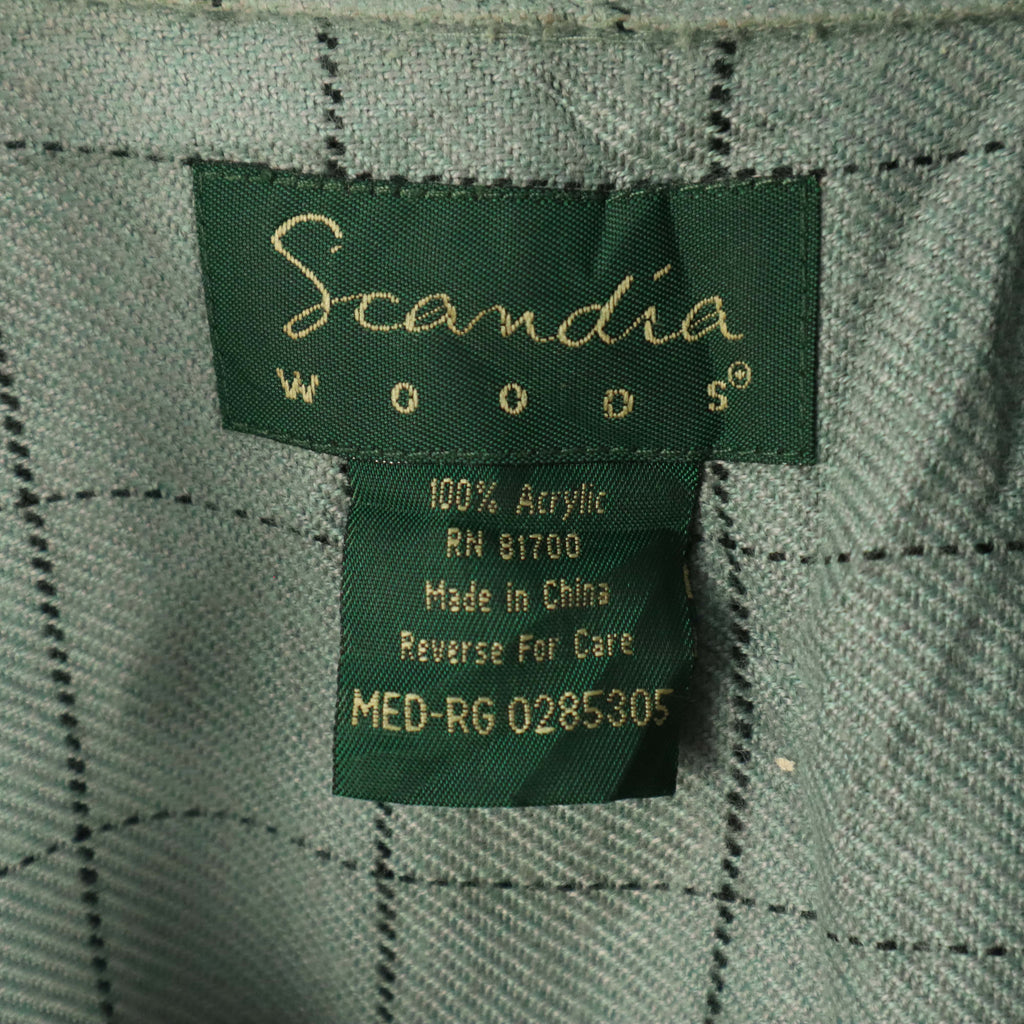 Scandia
WOODS®
100% Acrylic
RN 81700
Made in China
Reverse For Care
MED-RG 0285305